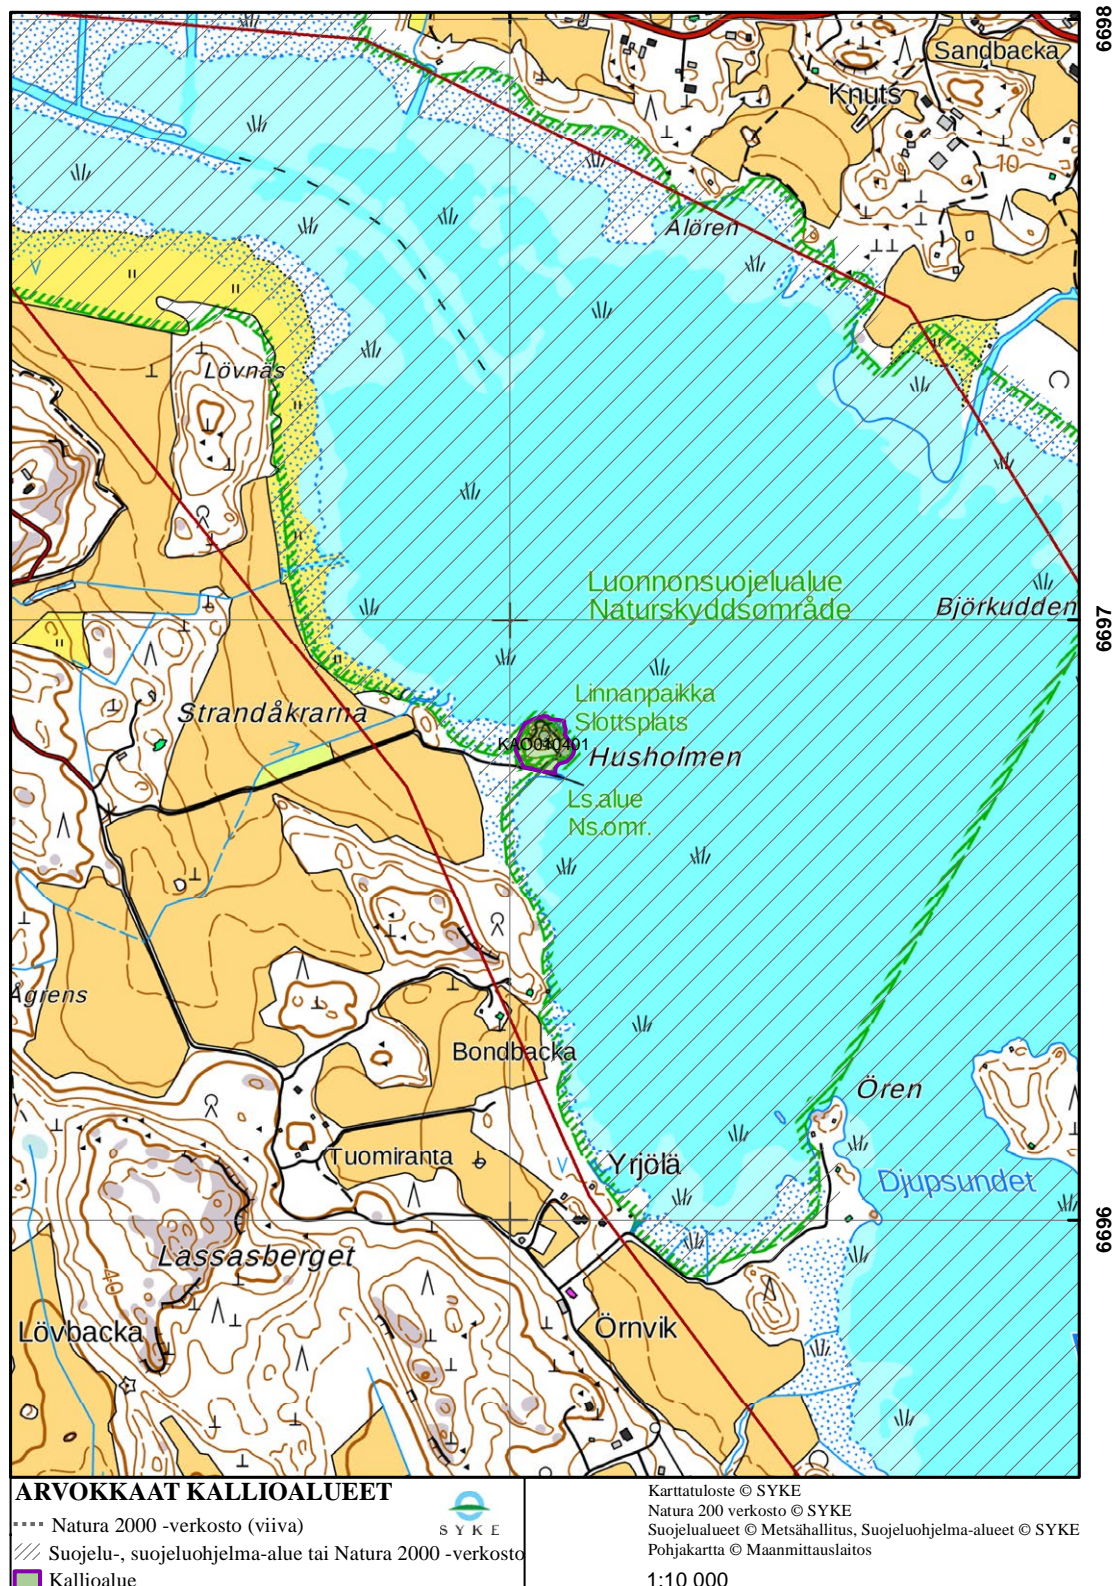 6698
Sandbacka
Knuts
10
Alören
Lövnäs
Luonnonsuojelualue
Naturskyddsområde
Björkudden
6697
Linnanpaikka
Slottsplats
Strandåkrarna
KAO010401
Husholmen
Ls.alue
Ns.omr.
Ågrens
Bondbacka
Ören
Tuomiranta
Yrjölä
Djupsundet
6696
Lassasberget
40
Lövbacka
Örnvik
ARVOKKAAT KALLIOALUEET
Natura 2000 -verkosto (viiva)
SYKE
Suojelu-, suojeluohjelma-alue tai Natura 2000 -verkosto
Kallioalue
Karttatuloste © SYKE
Natura 200 verkosto © SYKE
Suojelualueet © Metsähallitus, Suojeluohjelma-alueet © SYKE
Pohjakartta © Maanmittauslaitos
1:10 000